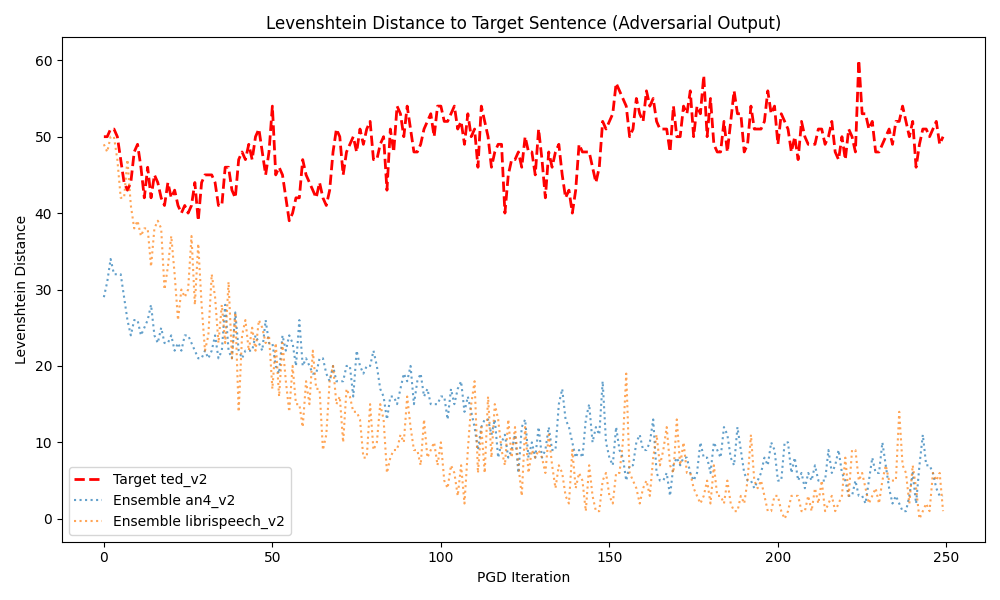 Levenshtein Distance to Target Sentence (Adversarial Output)
Levenshtein Distance
60
50
40
30
20
10
0
Target ted_v2
Ensemble an4_v2
Ensemble librispeech_v2
0 50 100 150 200 250
PGD Iteration